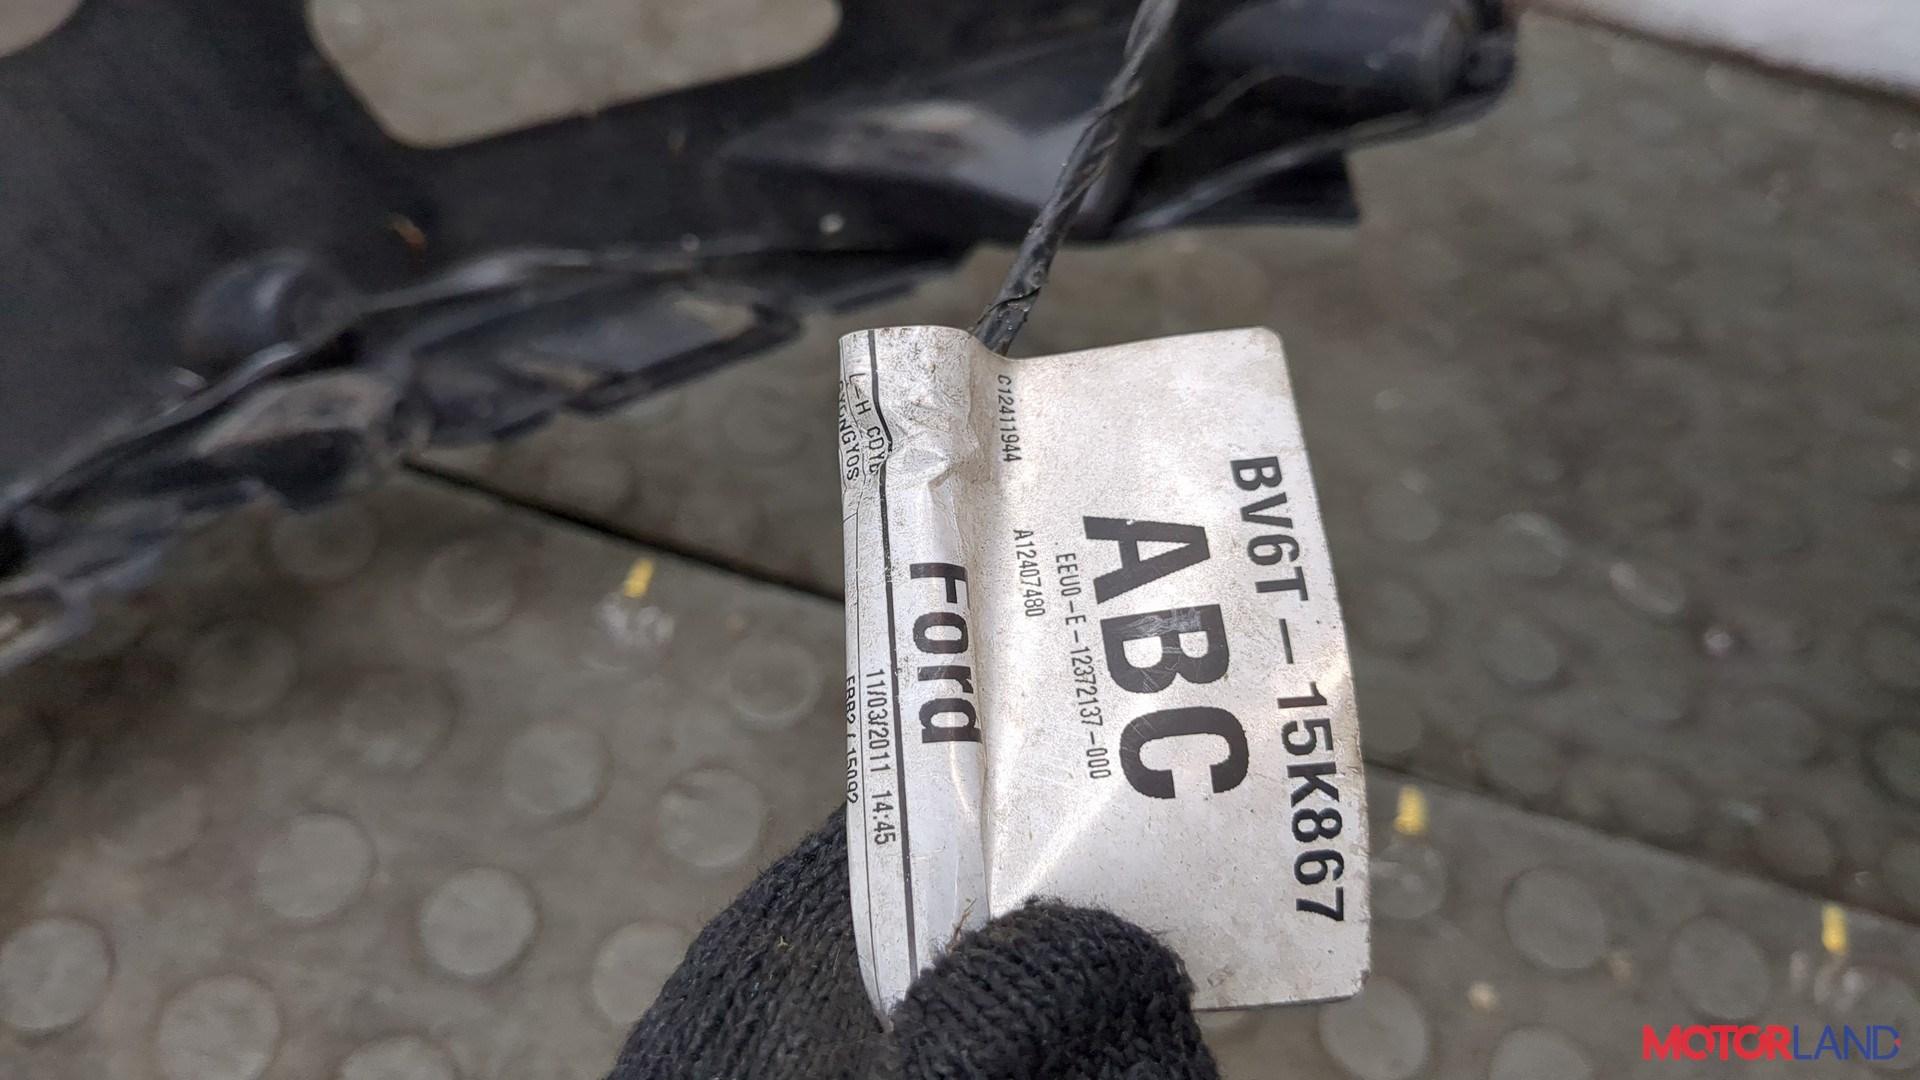 BV6T-15K867
ABC
EEU0-E-12372137-000
C12411944 A12407480
Ford
11/03/2011 14:45
MOTORLAND